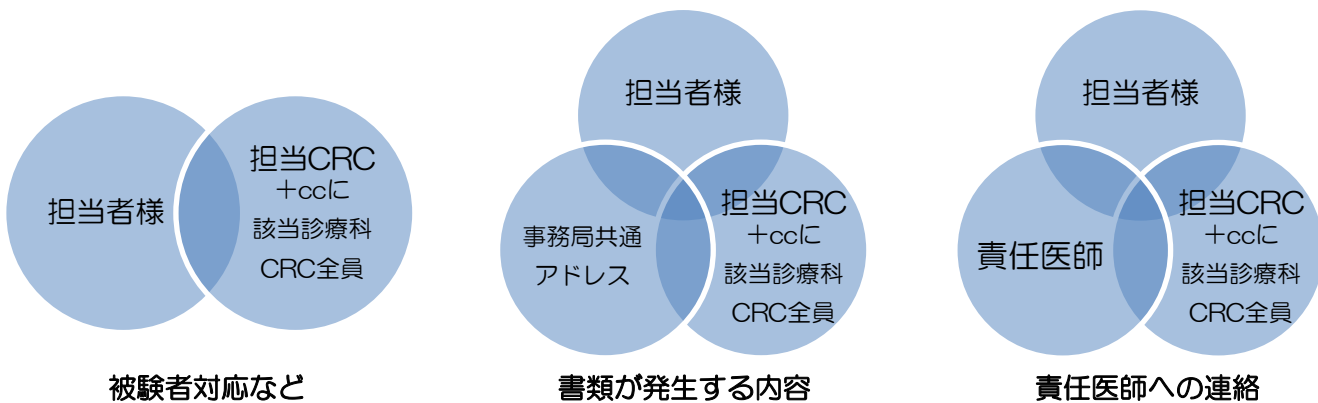 担当者様
担当CRC
+ccに
該当診療科
CRC全員
被験者対応など
担当者様
事務局共通
アドレス
担当CRC
+ccに
該当診療科
CRC全員
書類が発生する内容
担当者様
責任医師
担当CRC
+ccに
該当診療科
CRC全員
責任医師への連絡